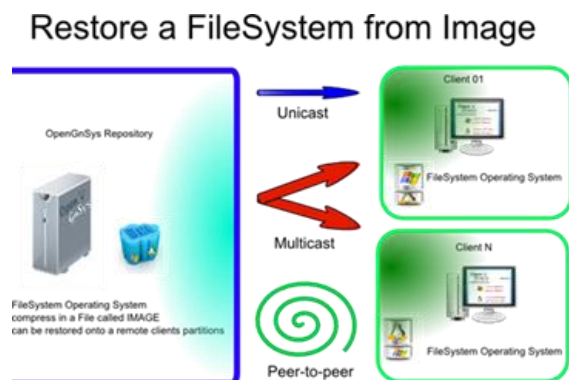 Restore a FileSystem from Image
OpenGnSys Repository
FileSystem Operating System
compress in a File called IMAGE
can be restored onto a remote clients partitions
Unicast
Multicast
Peer-to-peer
Client 01
FileSystem Operating System
Client N
FileSystem Operating System